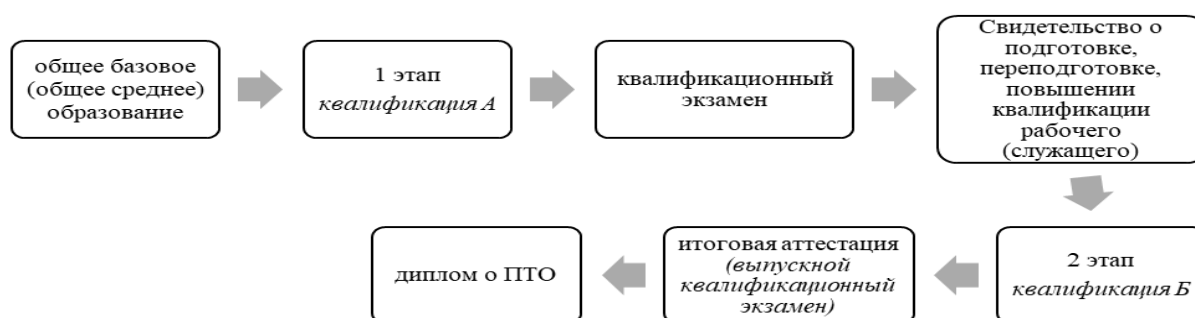 общее базовое
(общее среднее)
образование
1 этап
квалификация А
квалификационный
экзамен
Свидетельство о
подготовке,
переподготовке,
повышении
квалификации
рабочего
(служащего)
2 этап
квалификация Б
итоговая аттестация
(выпускной
квалификационный
экзамен)
диплом о ПТО